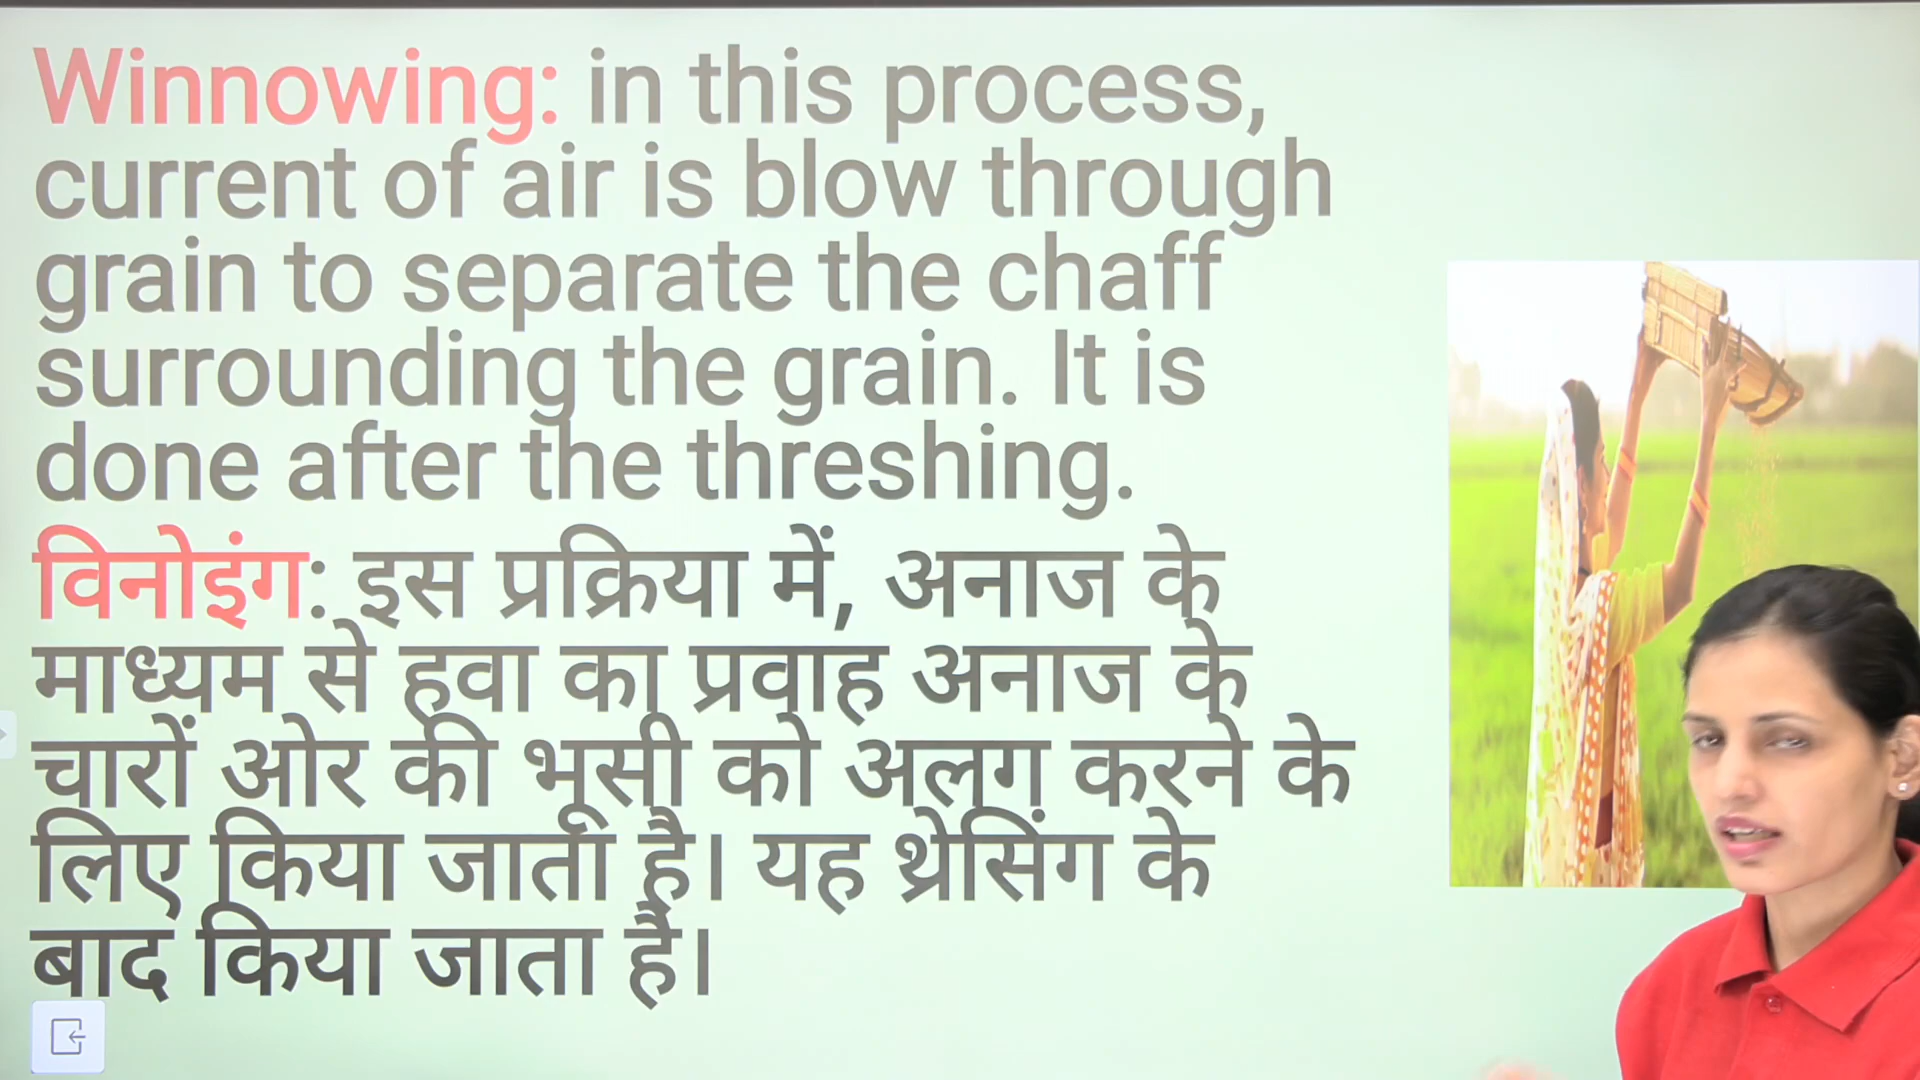 Winnowing: in this process,
current of air is blow through
grain to separate the chaff
surrounding the grain. It is
done after the threshing.
विनोइंग: इस प्रक्रिया में, अनाज के
माध्यम से हवा का प्रवाह अनाज के
चारों ओर की भूसी को अलग करने के
लिए किया जाता है। यह थ्रेसिंग के
बाद किया जाता है।